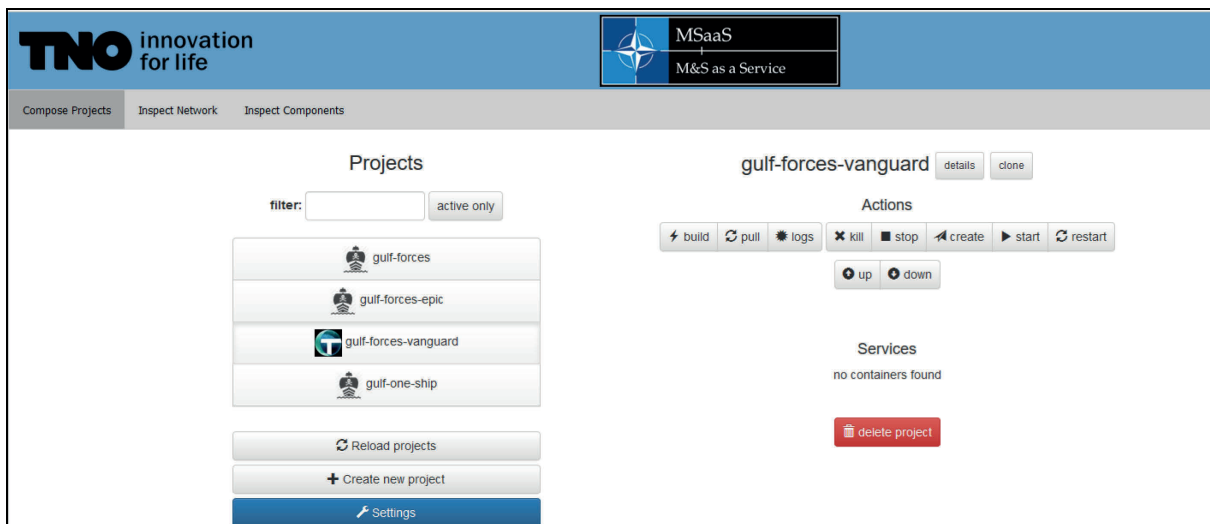 TNO innovation
for life
MSaaS
M&S as a Service
Compose Projects Inspect Network Inspect Components
Projects
filter: active only
gulf-forces
gulf-forces-epic
gulf-forces-vanguard
gulf-one-ship
Reload projects
Create new project
Settings
gulf-forces-vanguard details clone
Actions
build pull logs kill stop create start restart
up down
Services
no containers found
delete project